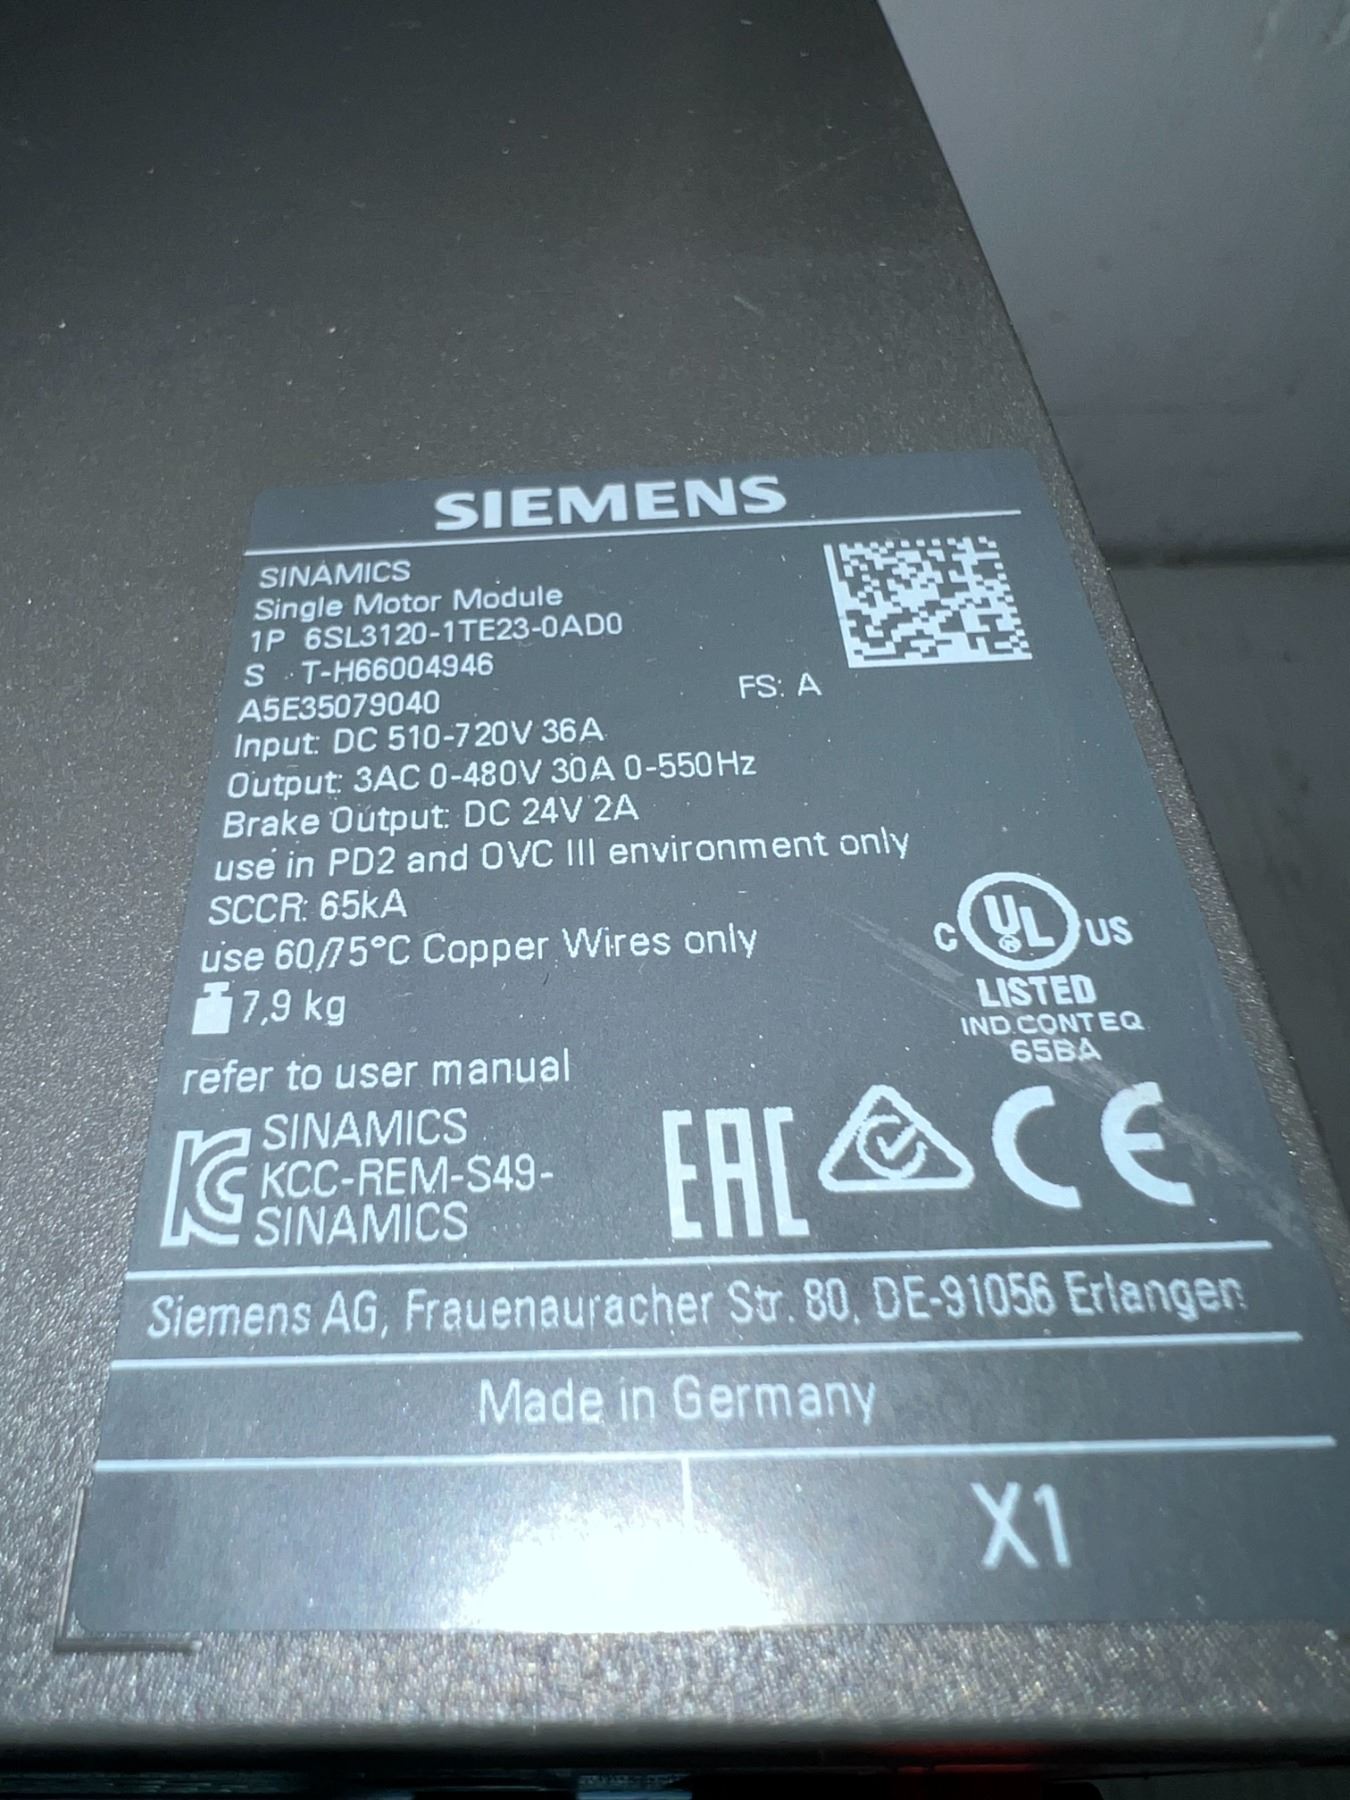 SIEMENS
SINAMICS
Single Motor Module
1P 6SL3120-1TE23-0AD0
S T-H66004946
A5E35079040
FS: A
Input: DC 510-720V 36A
Output: 3AC 0-480V 30A 0-550Hz
Brake Output: DC 24V 2A
use in PD2 and OVC III environment only
SCCR: 65kA
use 60/75°C Copper Wires only
7,9 kg
C UL ® US
LISTED
IND.CONT.EQ.
65BA
refer to user manual
SINAMICS
KCC-REM-S49-
SINAMICS
EAC
CE
Siemens AG, Frauenauracher Str. 80, DE-91056 Erlangen
Made in Germany
X1